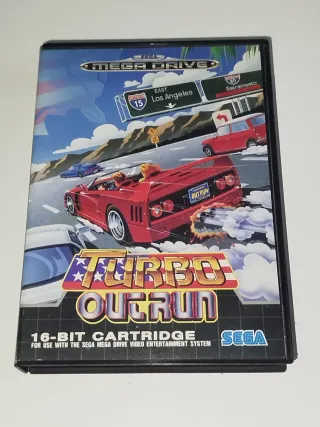 SEGA
MEGA DRIVE
EAST
15
Los Angeles
Sacramento
TURBO
OUTRUN
16-BIT CARTRIDGE
FOR USE WITH THE SEGA MEGA DRIVE VIDEO ENTERTAINMENT SYSTEM
SEGA